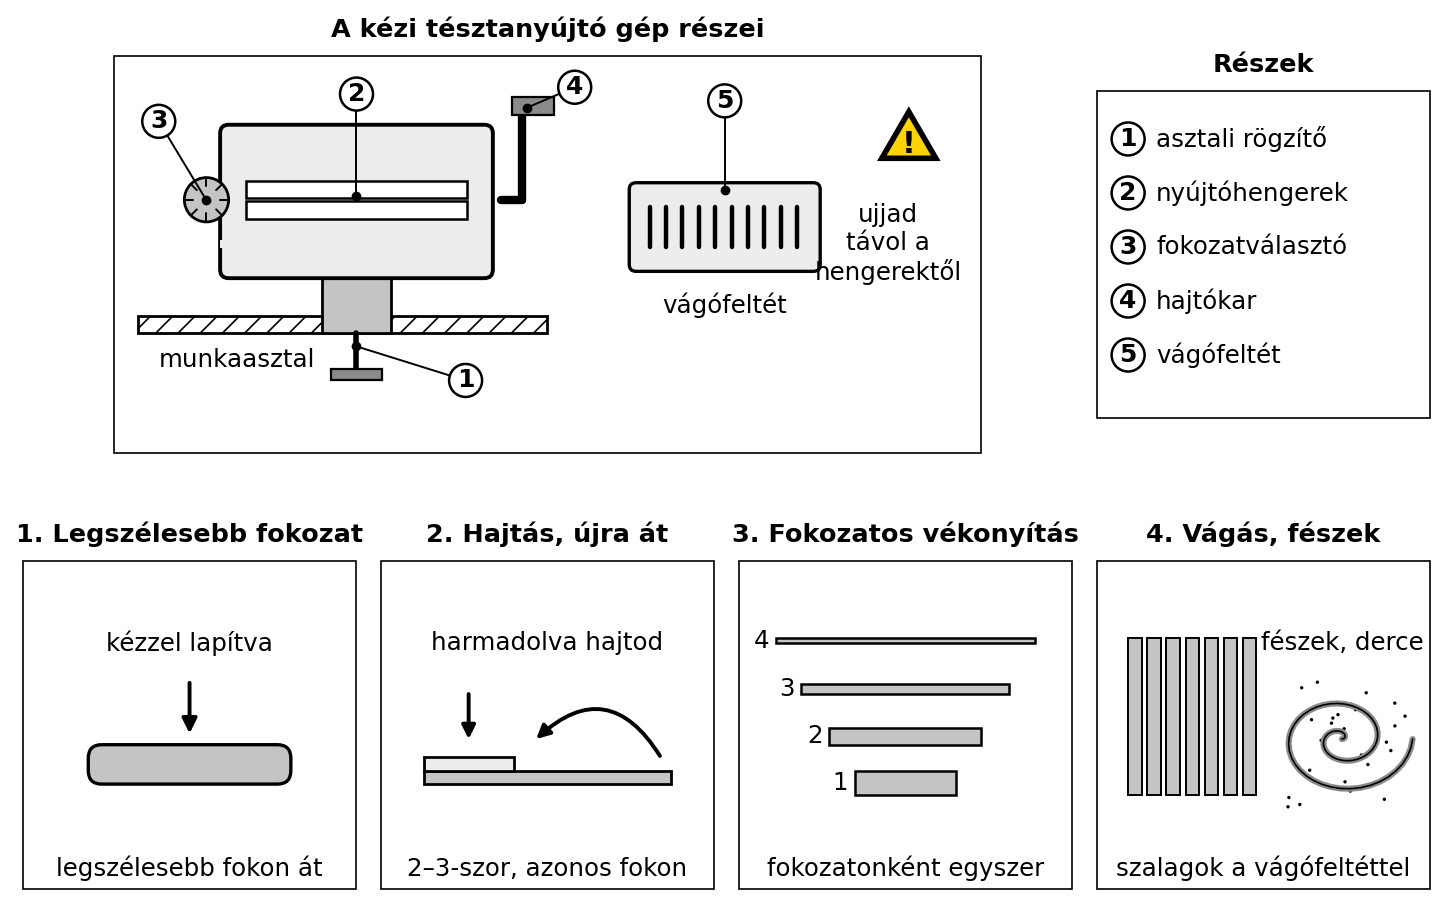 A kézi tésztanyújtó gép részei
3
2
4
5
!
ujjad
távol a
hengerektől
vágófeltét
munkaasztal
1
Részek
1 asztali rögzítő
2 nyújtóhengerek
3 fokozatválasztó
4 hajtókar
5 vágófeltét
1. Legszélesebb fokozat
kézzel lapítva
legszélesebb fokon át
2. Hajtás, újra át
harmadolva hajtod
2–3-szor, azonos fokon
3. Fokozatos vékonyítás
4
3
2
1
fokozatonként egyszer
4. Vágás, fészek
fészek, derce
szalagok a vágófeltéttel